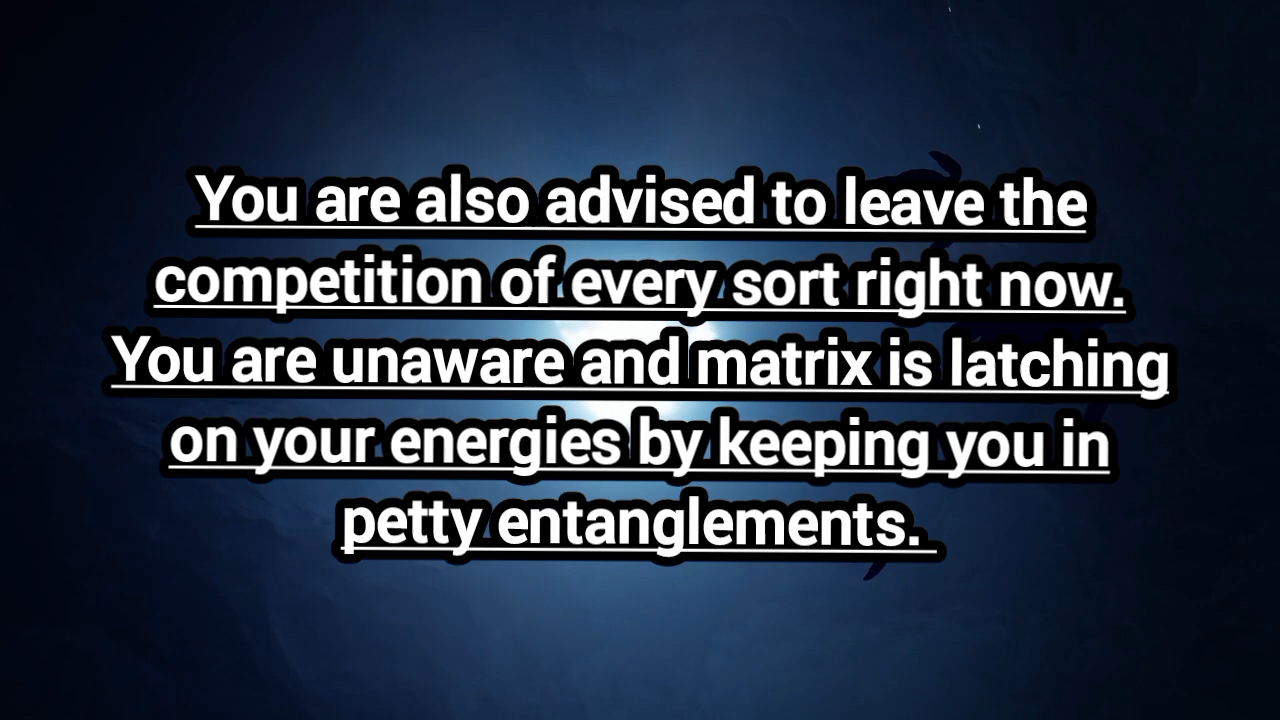 You are also advised to leave the
competition of every sort right now.
You are unaware and matrix is latching
on your energies by keeping you in
petty entanglements.